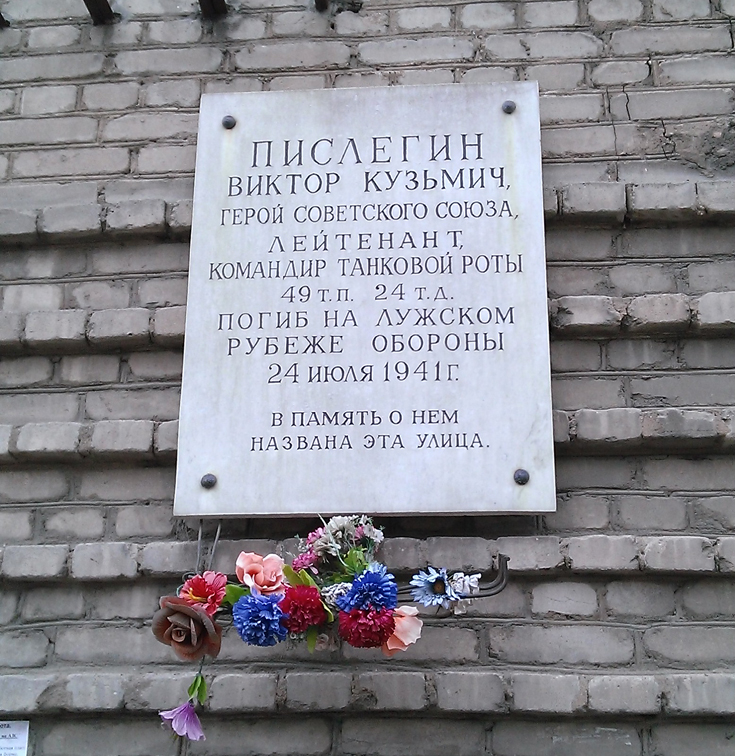 ПИСЛЕГИН
ВИКТОР КУЗЬМИЧ,
ГЕРОЙ СОВЕТСКОГО СОЮЗА,
ЛЕЙТЕНАНТ,
КОМАНДИР ТАНКОВОЙ РОТЫ
49 Т.П. 24 Т.Д.
ПОГИБ НА ЛУЖСКОМ
РУБЕЖЕ ОБОРОНЫ
24 ИЮЛЯ 1941 Г.
В ПАМЯТЬ О НЕМ
НАЗВАНА ЭТА УЛИЦА.